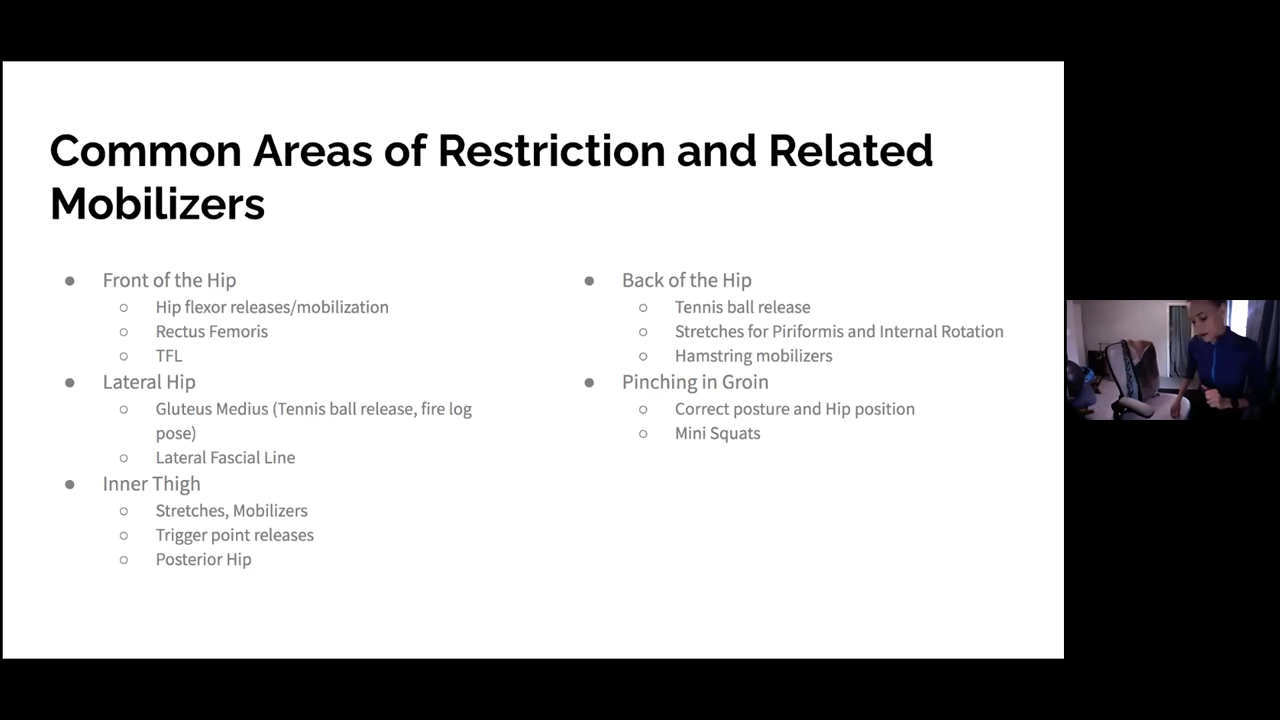 Common Areas of Restriction and Related
Mobilizers
● Front of the Hip
○ Hip flexor releases/mobilization
○ Rectus Femoris
○ TFL
● Lateral Hip
○ Gluteus Medius (Tennis ball release, fire log
pose)
○ Lateral Fascial Line
● Inner Thigh
○ Stretches, Mobilizers
○ Trigger point releases
○ Posterior Hip
● Back of the Hip
○ Tennis ball release
○ Stretches for Piriformis and Internal Rotation
○ Hamstring mobilizers
● Pinching in Groin
○ Correct posture and Hip position
○ Mini Squats